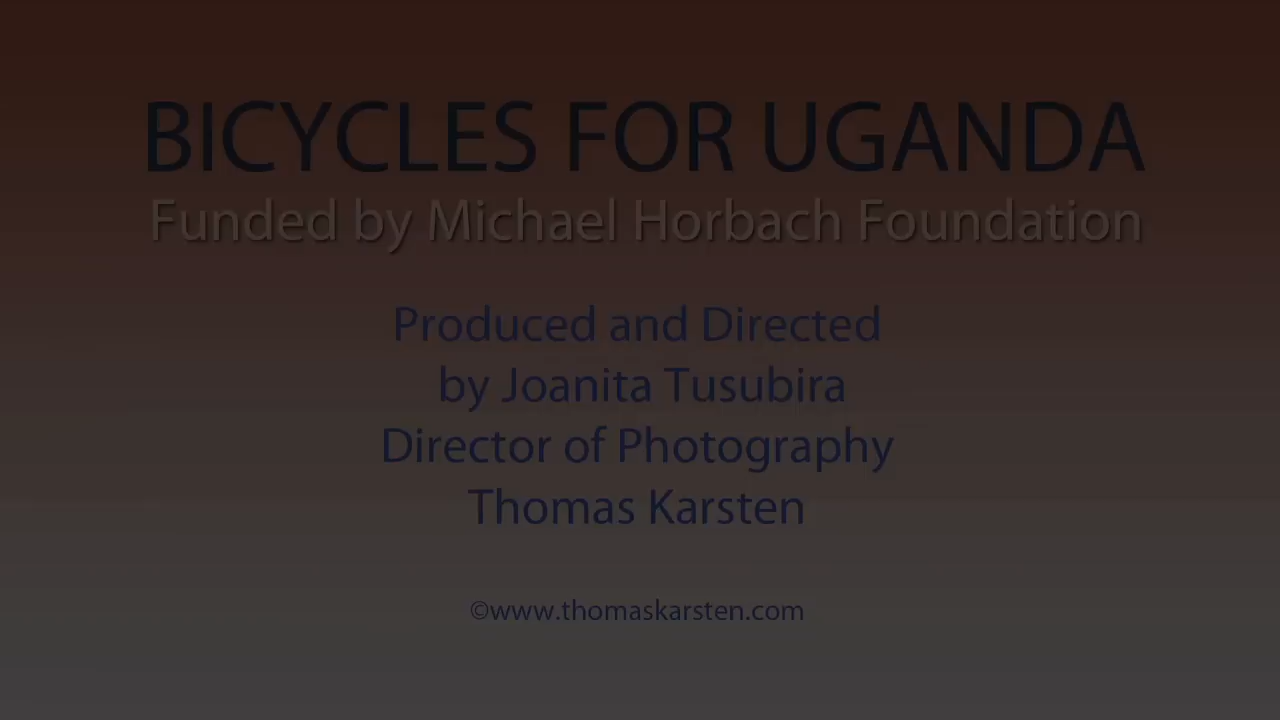 BICYCLES FOR UGANDA
Funded by Michael Horbach Foundation
Produced and Directed
by Joanita Tusubira
Director of Photography
Thomas Karsten
©www.thomaskarsten.com